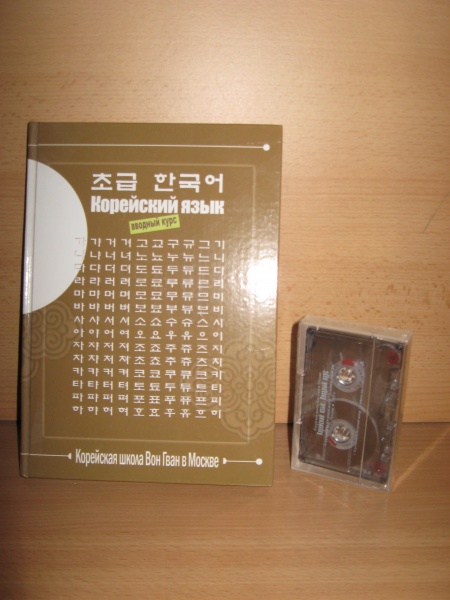 초급 한국어
Корейский язык
вводный курс
가 갸 거 겨 고 교 구 규 그 기
나 냐 너 녀 노 뇨 누 뉴 느 니
다 댜 더 뎌 도 됴 두 듀 드 디
라 랴 러 려 로 료 루 류 르 리
마 먀 머 며 모 묘 무 뮤 므 미
바 뱌 버 벼 보 뵤 부 뷰 브 비
사 샤 서 셔 소 쇼 수 슈 스 시
아 야 어 여 오 요 우 유 으 이
자 쟈 저 져 조 죠 주 쥬 즈 지
차 챠 처 쳐 초 쵸 추 츄 츠 치
카 캬 커 켜 코 쿄 쿠 큐 크 키
타 탸 터 텨 토 툐 투 튜 트 티
파 퍄 퍼 펴 포 표 푸 퓨 프 피
하 햐 허 혀 호 효 후 휴 흐 히
Корейская школа Вон Гван в Москве